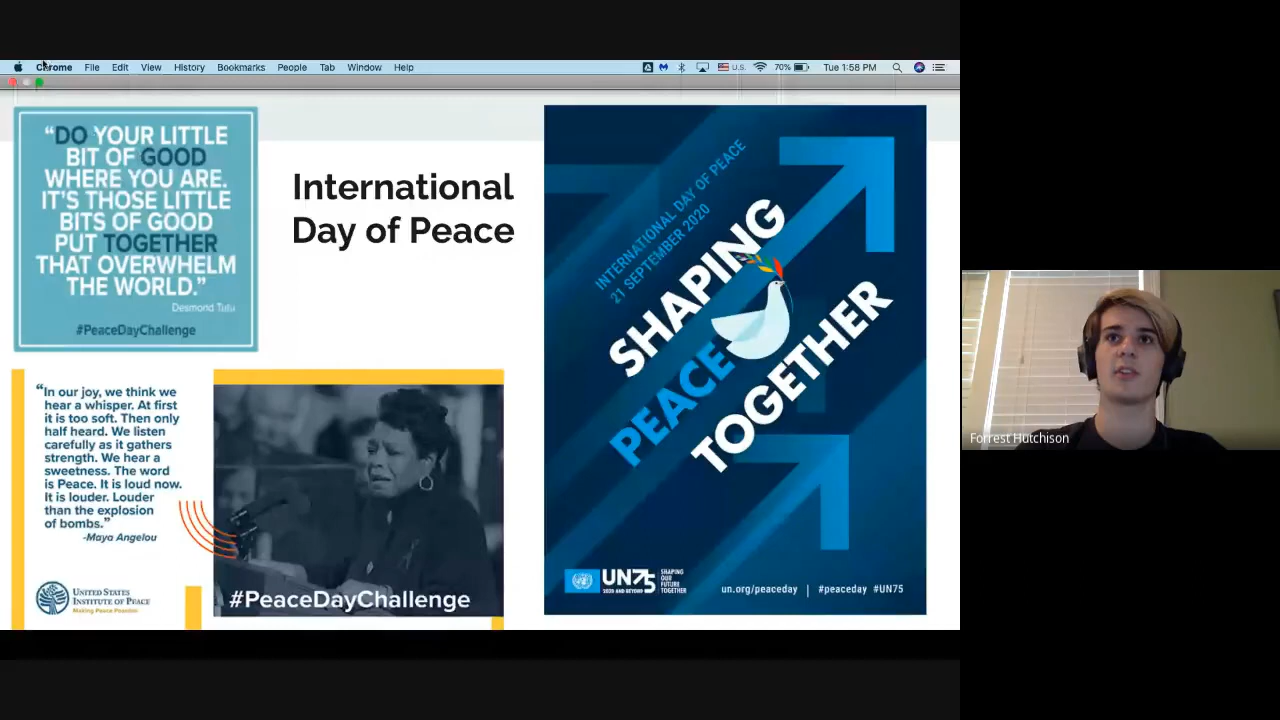 Chrome File Edit View History Bookmarks People Tab Window Help
U.S. 70% Tue 1:58 PM
“DO YOUR LITTLE
BIT OF GOOD
WHERE YOU ARE.
IT’S THOSE LITTLE
BITS OF GOOD
PUT TOGETHER
THAT OVERWHELM
THE WORLD.”
Desmond Tutu
#PeaceDayChallenge
International
Day of Peace
“In our joy, we think we
hear a whisper. At first
it is too soft. Then only
half heard. We listen
carefully as it gathers
strength. We hear a
sweetness. The word
is Peace. It is loud now.
It is louder. Louder
than the explosion
of bombs.”
-Maya Angelou
UNITED STATES
INSTITUTE OF PEACE
Making Peace Possible
#PeaceDayChallenge
INTERNATIONAL DAY OF PEACE
21 SEPTEMBER 2020
SHAPING
PEACE
TOGETHER
UN75
2020 AND BEYOND
SHAPING
OUR
FUTURE
TOGETHER
un.org/peaceday | #peaceday #UN75
Forrest Hutchison